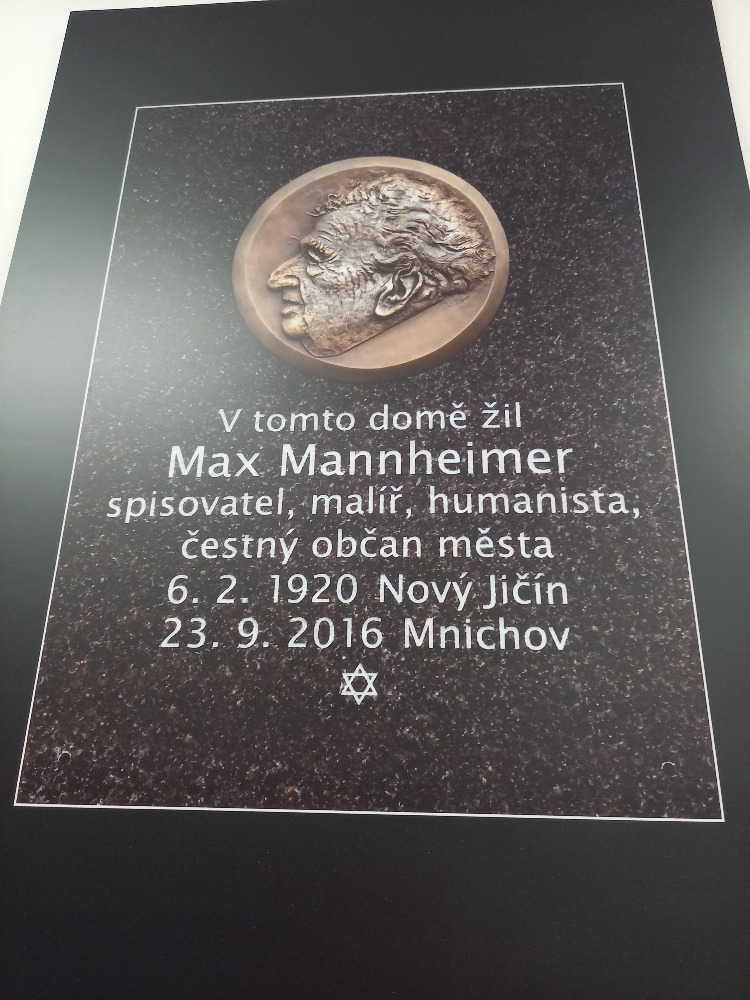 V tomto domě žil
Max Mannheimer
spisovatel, malíř, humanista,
čestný občan města
6. 2. 1920 Nový Jičín
23. 9. 2016 Mnichov